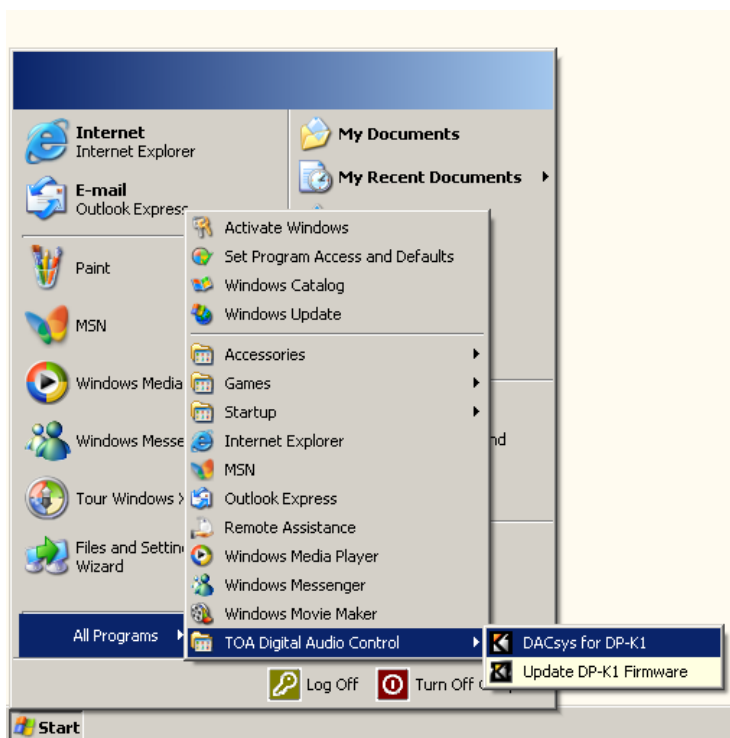 Internet
Internet Explorer
E-mail
Outlook Express
Paint
MSN
Windows Media
Windows Messe
Tour Windows
Files and Settin
Wizard
All Programs
My Documents
My Recent Documents
Activate Windows
Set Program Access and Defaults
Windows Catalog
Windows Update
Accessories
Games
Startup
Internet Explorer
MSN
Outlook Express
Remote Assistance
Windows Media Player
Windows Messenger
Windows Movie Maker
TOA Digital Audio Control
DACsys for DP-K1
Update DP-K1 Firmware
nd
Log Off
Turn Off
Start